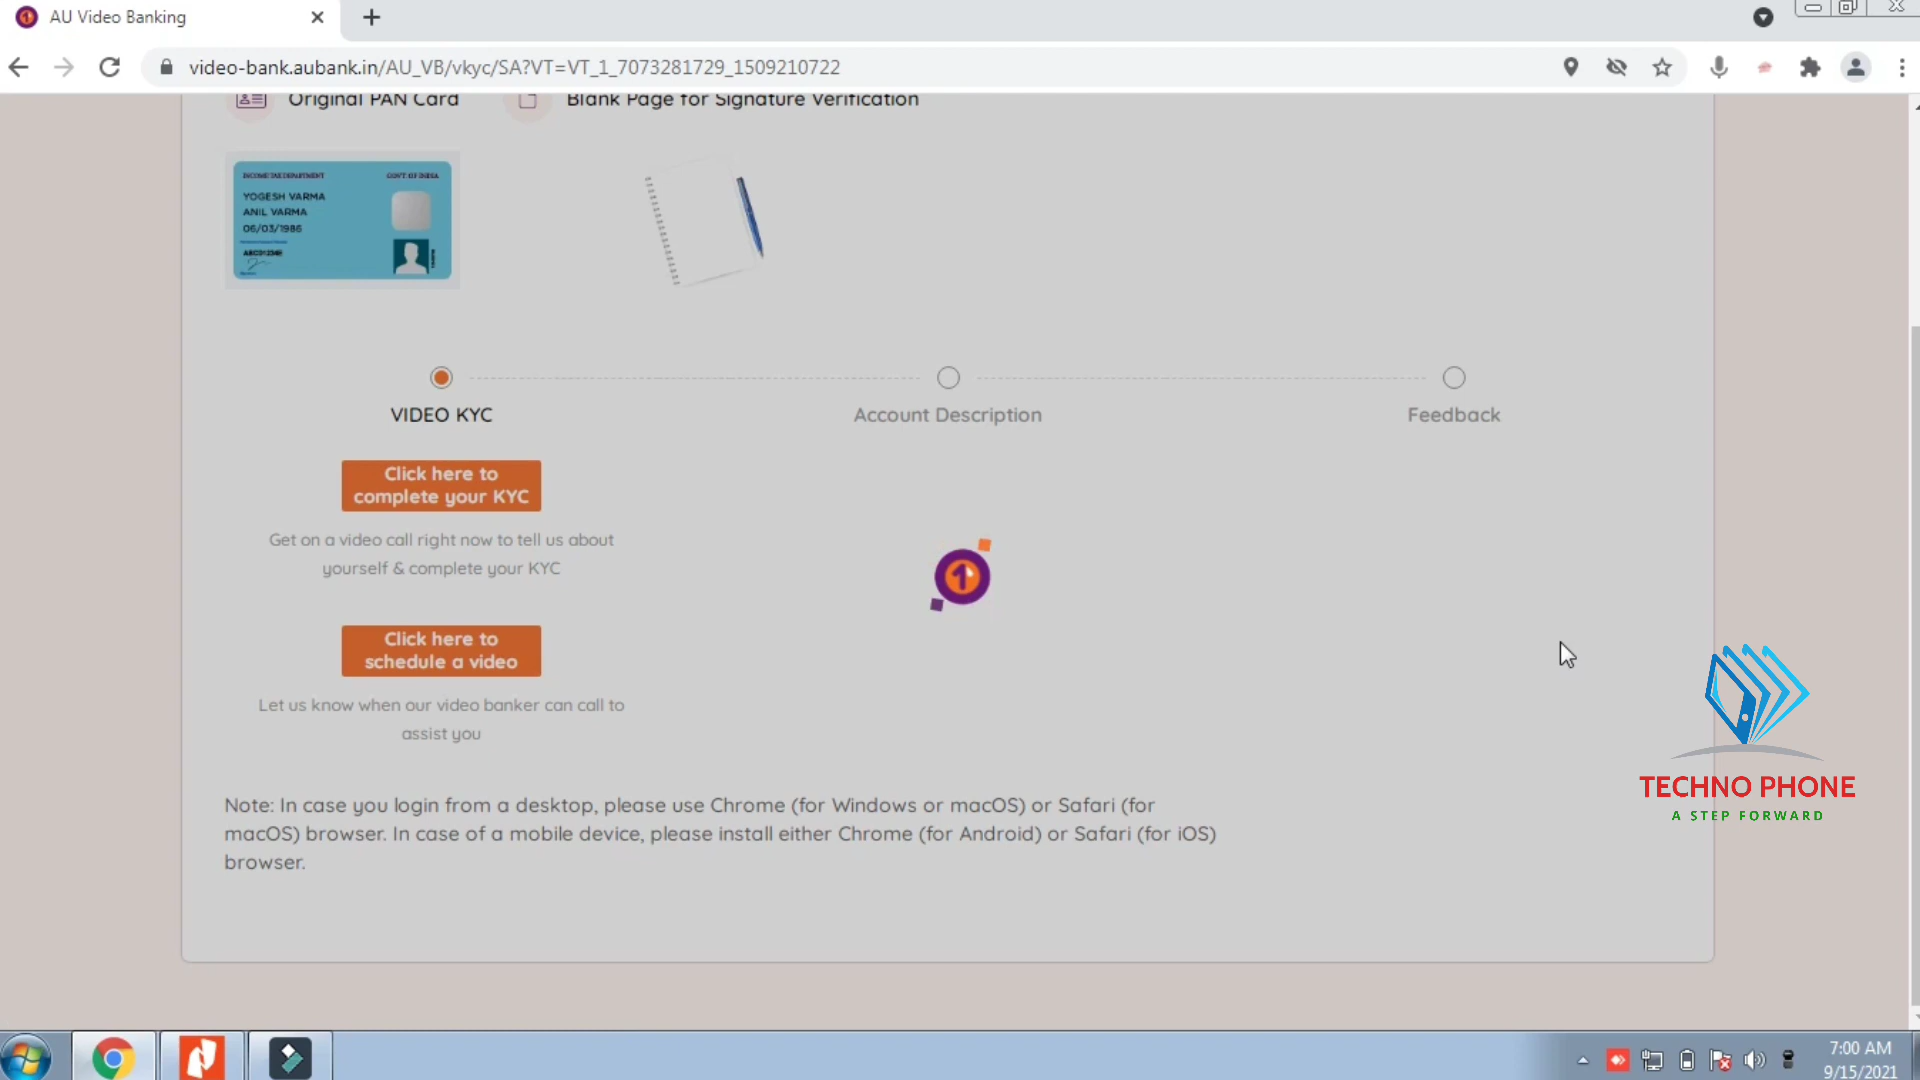 AU Video Banking
video-bank.aubank.in/AU_VB/vkyc/SA?VT=VT_1_7073281729_1509210722
Original PAN Card
Blank Page for Signature Verification
INCOME TAX DEPARTMENT
GOVT OF INDIA
YOGESH VARMA
ANIL VARMA
06/03/1986
VIDEO KYC
Account Description
Feedback
Click here to
complete your KYC
Get on a video call right now to tell us about
yourself & complete your KYC
Click here to
schedule a video
Let us know when our video banker can call to
assist you
Note: In case you login from a desktop, please use Chrome (for Windows or macOS) or Safari (for
macOS) browser. In case of a mobile device, please install either Chrome (for Android) or Safari (for iOS)
browser.
TECHNO PHONE
A STEP FORWARD
7:00 AM
9/15/2021